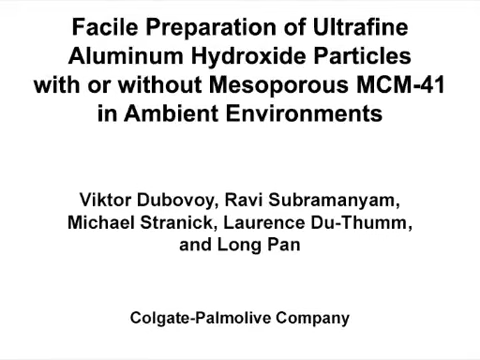 Facile Preparation of Ultrafine
Aluminum Hydroxide Particles
with or without Mesoporous MCM-41
in Ambient Environments
Viktor Dubovoy, Ravi Subramanyam,
Michael Stranick, Laurence Du-Thumm,
and Long Pan
Colgate-Palmolive Company